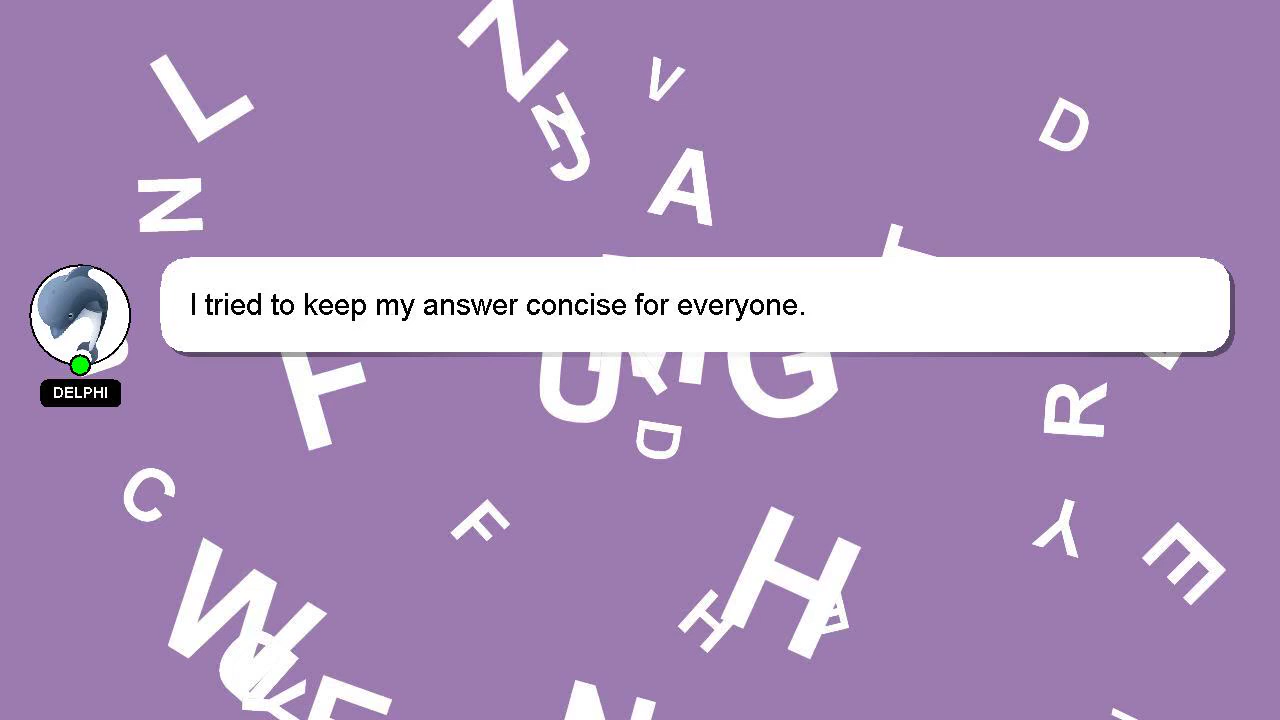 L
N
V
D
N
J
A
N
I tried to keep my answer concise for everyone.
DELPHI
F
U
G
D
R
C
F
Y
E
H
W
H